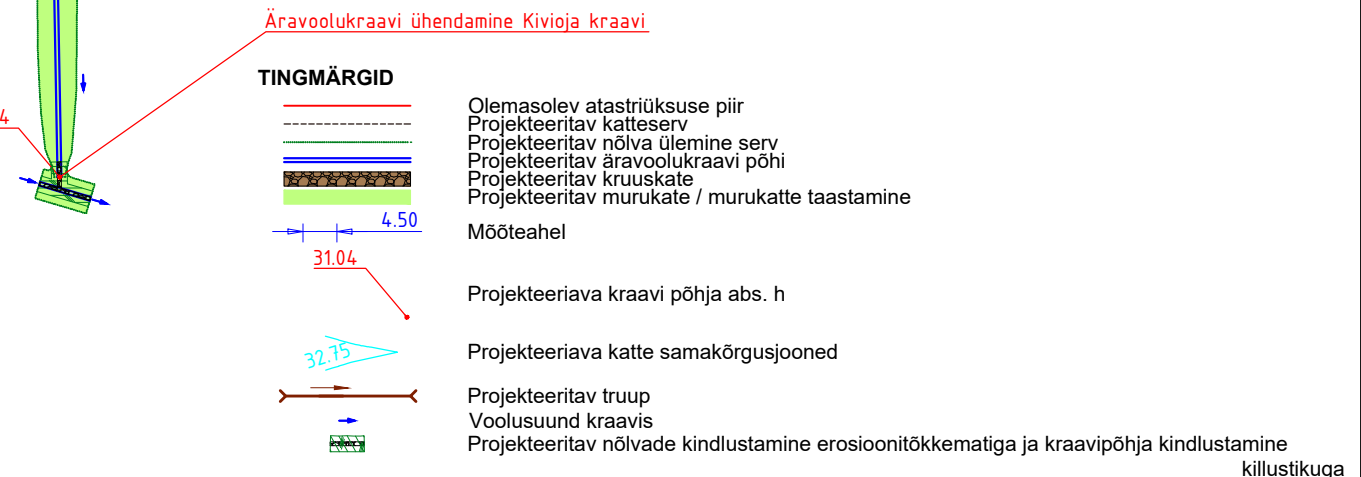 Äravoolukraavi ühendamine Kivioja kraavi
TINGMÄRGID
Olemasolev atastriüksuse piir
Projekteeritav katteserv
4
Projekteeritav nõlva ülemine serv
Projekteeritav äravoolukraavi põhi
Projekteeritav kruuskate
Projekteeritav murukate / murukatte taastamine
4.50
Mõõteahel
31.04
Projekteeriava kraavi põhja abs. h
32.75
Projekteeriava katte samakõrgusjooned
Projekteeritav truup
Voolusuund kraavis
Projekteeritav nõlvade kindlustamine erosioonitõkkematiga ja kraavipõhja kindlustamine
killustikuga